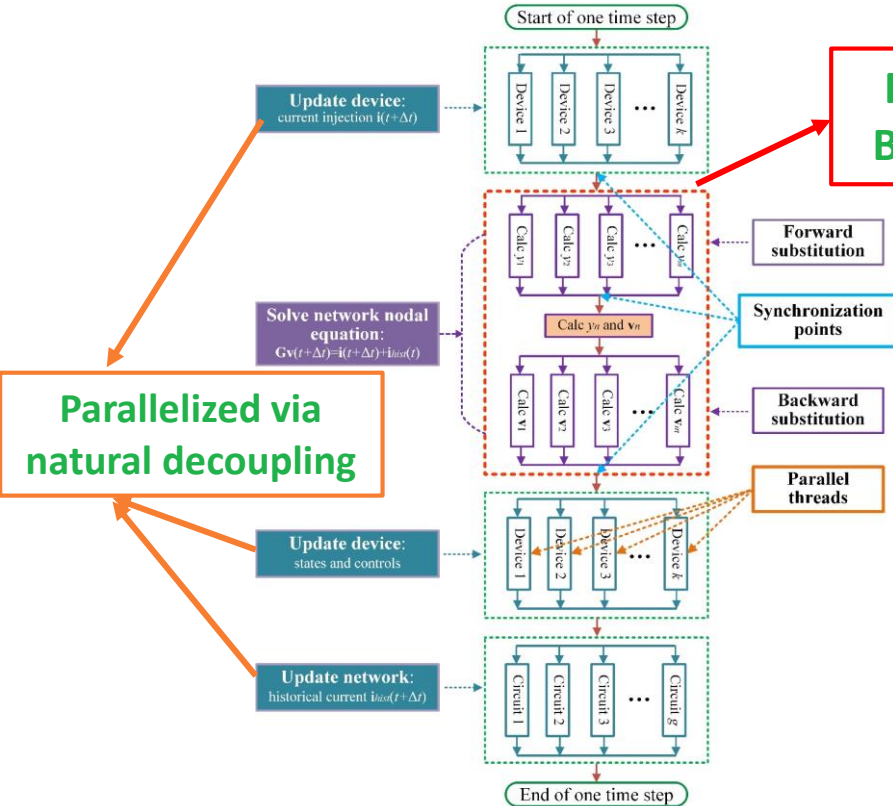 Start of one time step
Update device:
current injection i(t+Δt)
Device 1
Device 2
Device 3
...
Device k
Calc y₁
Calc y₂
Calc y₃
...
Calc
Forward
substitution
Solve network nodal
equation:
Gv(t+Δt)=i(t+Δt)+ihist(t)
Calc yn and vn
Synchronization
points
Calc v₁
Calc v₂
Calc v₃
...
Calc vm
Backward
substitution
Parallelized via
natural decoupling
Parallel
threads
Update device:
states and controls
Device 1
Device 2
Device 3
...
Device k
Update network:
historical current ihist(t+Δt)
Circuit 1
Circuit 2
Circuit 3
...
Circuit g
End of one time step